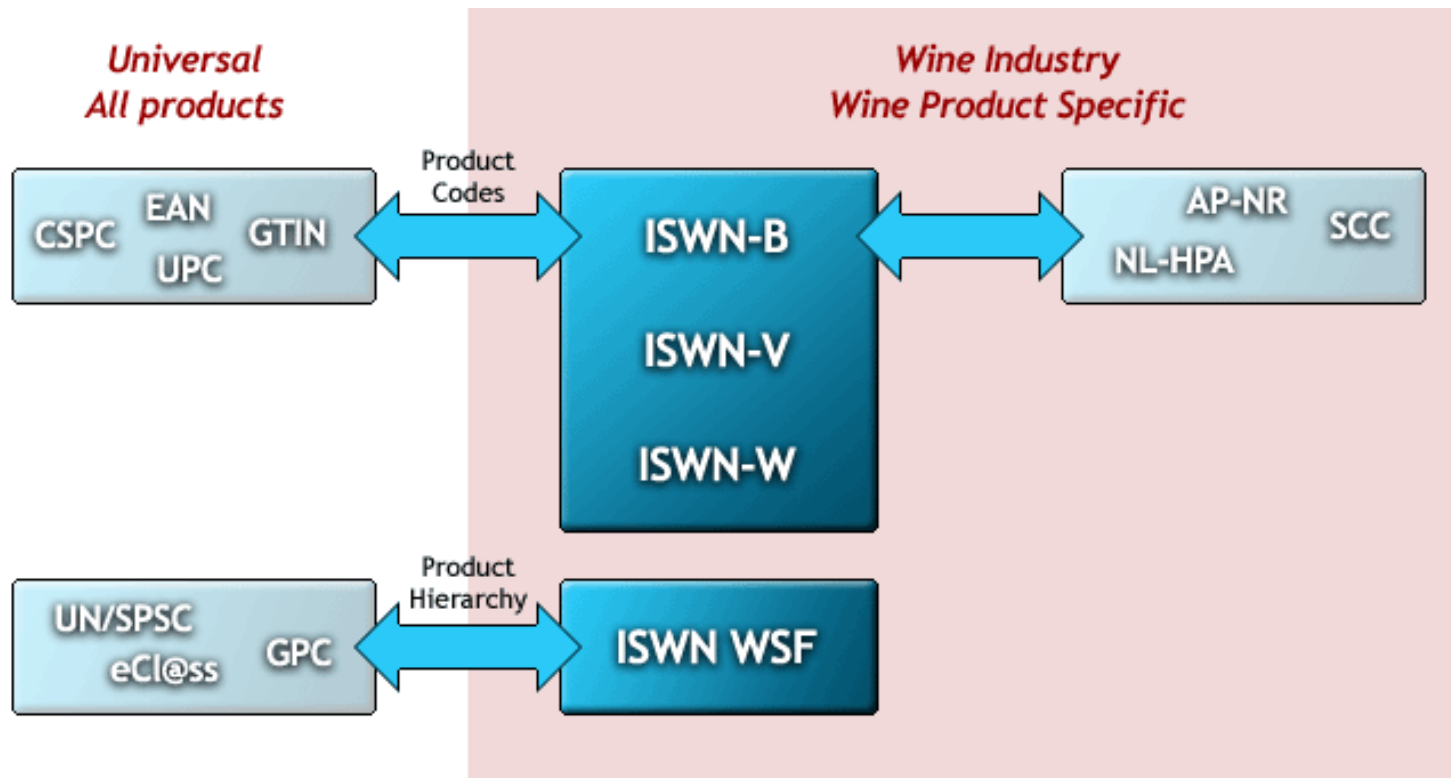 Universal
All products
Wine Industry
Wine Product Specific
Product
Codes
CSPC
EAN
UPC
GTIN
ISWN-B
ISWN-V
ISWN-W
AP-NR
SCC
NL-HPA
Product
Hierarchy
UN/SPSC
eCl@ss
GPC
ISWN WSF